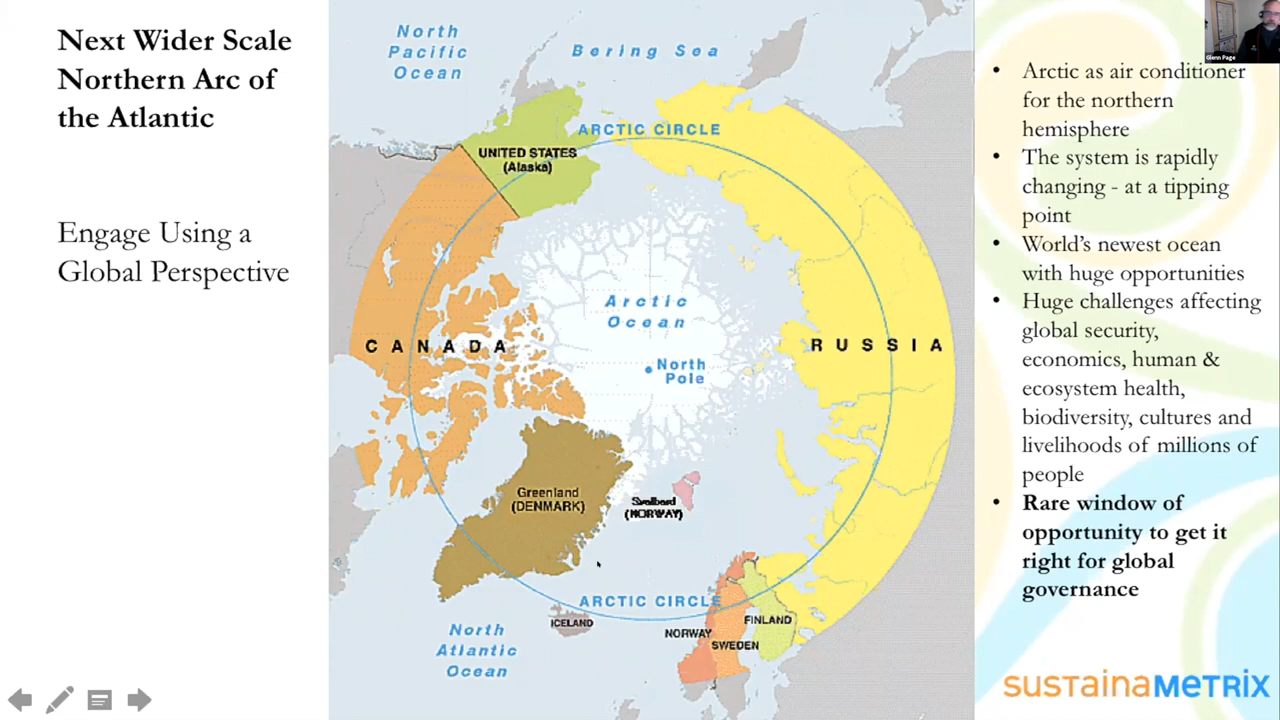 Next Wider Scale
Northern Arc of
the Atlantic
Engage Using a
Global Perspective
North
Pacific
Ocean
Bering Sea
ARCTIC CIRCLE
UNITED STATES
(Alaska)
Arctic
Ocean
CANADA
RUSSIA
North
Pole
Greenland
(DENMARK)
Svalbard
(NORWAY)
ARCTIC CIRCLE
ICELAND
NORWAY
FINLAND
SWEDEN
North
Atlantic
Ocean
Glenn Page
• Arctic as air conditioner
for the northern
hemisphere
• The system is rapidly
changing - at a tipping
point
• World's newest ocean
with huge opportunities
• Huge challenges affecting
global security,
economics, human &
ecosystem health,
biodiversity, cultures and
livelihoods of millions of
people
• Rare window of
opportunity to get it
right for global
governance
sustainaMETRIX